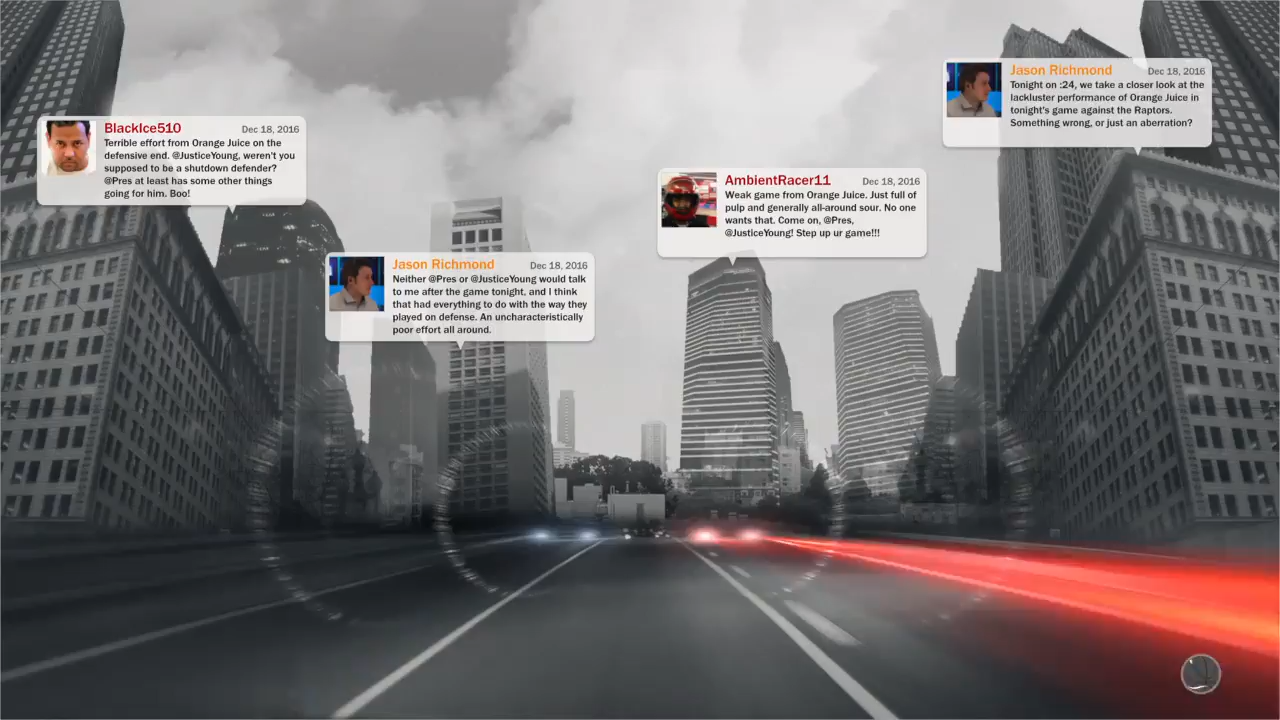 BlackIce510 Dec 18, 2016
Terrible effort from Orange Juice on the
defensive end. @JusticeYoung, weren't you
supposed to be a shutdown defender?
@Pres at least has some other things
going for him. Boo!
Jason Richmond Dec 18, 2016
Neither @Pres or @JusticeYoung would talk
to me after the game tonight, and I think
that had everything to do with the way they
played on defense. An uncharacteristically
poor effort all around.
AmbientRacer11 Dec 18, 2016
Weak game from Orange Juice. Just full of
pulp and generally all-around sour. No one
wants that. Come on, @Pres,
@JusticeYoung! Step up ur game!!!
Jason Richmond Dec 18, 2016
Tonight on :24, we take a closer look at the
lackluster performance of Orange Juice in
tonight's game against the Raptors.
Something wrong, or just an aberration?